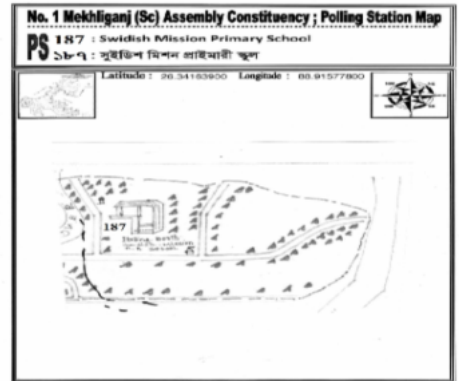 No. 1 Mekhliganj (Sc) Assembly Constituency ; Polling Station Map
PS 187 : Swidish Mission Primary School
১৮৭ : সুইডিশ মিশন প্রাইমারী স্কুল
Latitude : 26.34163900 Longitude : 88.91577800
187